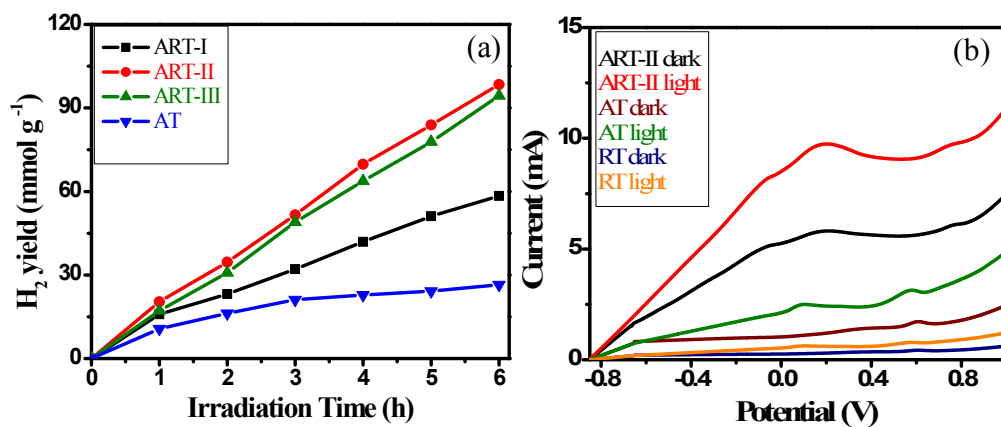 (a)
ART-I
ART-II
ART-III
AT
H2 yield (mmol g -1)
120
90
60
30
0
0 1 2 3 4 5 6
Irradiation Time (h)
(b)
ART-II dark
ART-II light
AT dark
AT light
RT dark
RT light
Current (mA)
15
10
5
0
-0.8 -0.4 0.0 0.4 0.8
Potential (V)